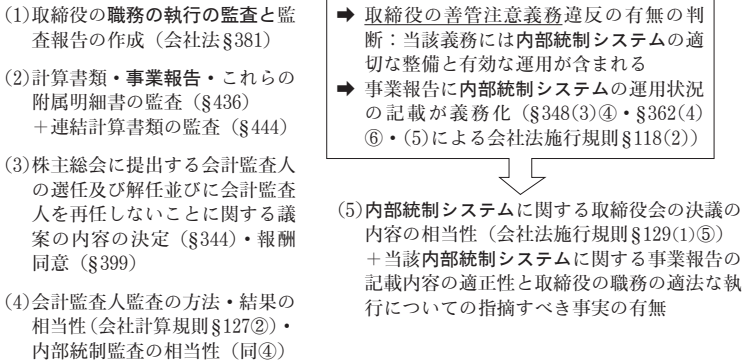 (1)取締役の職務の執行の監査と監
査報告の作成（会社法§381）
(2)計算書類・事業報告・これらの
附属明細書の監査（§436）
＋連結計算書類の監査（§444）
(3)株主総会に提出する会計監査人
の選任及び解任並びに会計監査
人を再任しないことに関する議
案の内容の決定（§344）・報酬
同意（§399）
(4)会計監査人監査の方法・結果の
相当性（会社計算規則§127②）・
内部統制監査の相当性（同④）
➡ 取締役の善管注意義務違反の有無の判
断：当該義務には内部統制システムの適
切な整備と有効な運用が含まれる
➡ 事業報告に内部統制システムの運用状況
の記載が義務化（§348(3)④・§362(4)
⑥・(5)による会社法施行規則§118(2)）
(5)内部統制システムに関する取締役会の決議の
内容の相当性（会社法施行規則§129(1)⑤）
＋当該内部統制システムに関する事業報告の
記載内容の適正性と取締役の職務の適法な執
行についての指摘すべき事実の有無